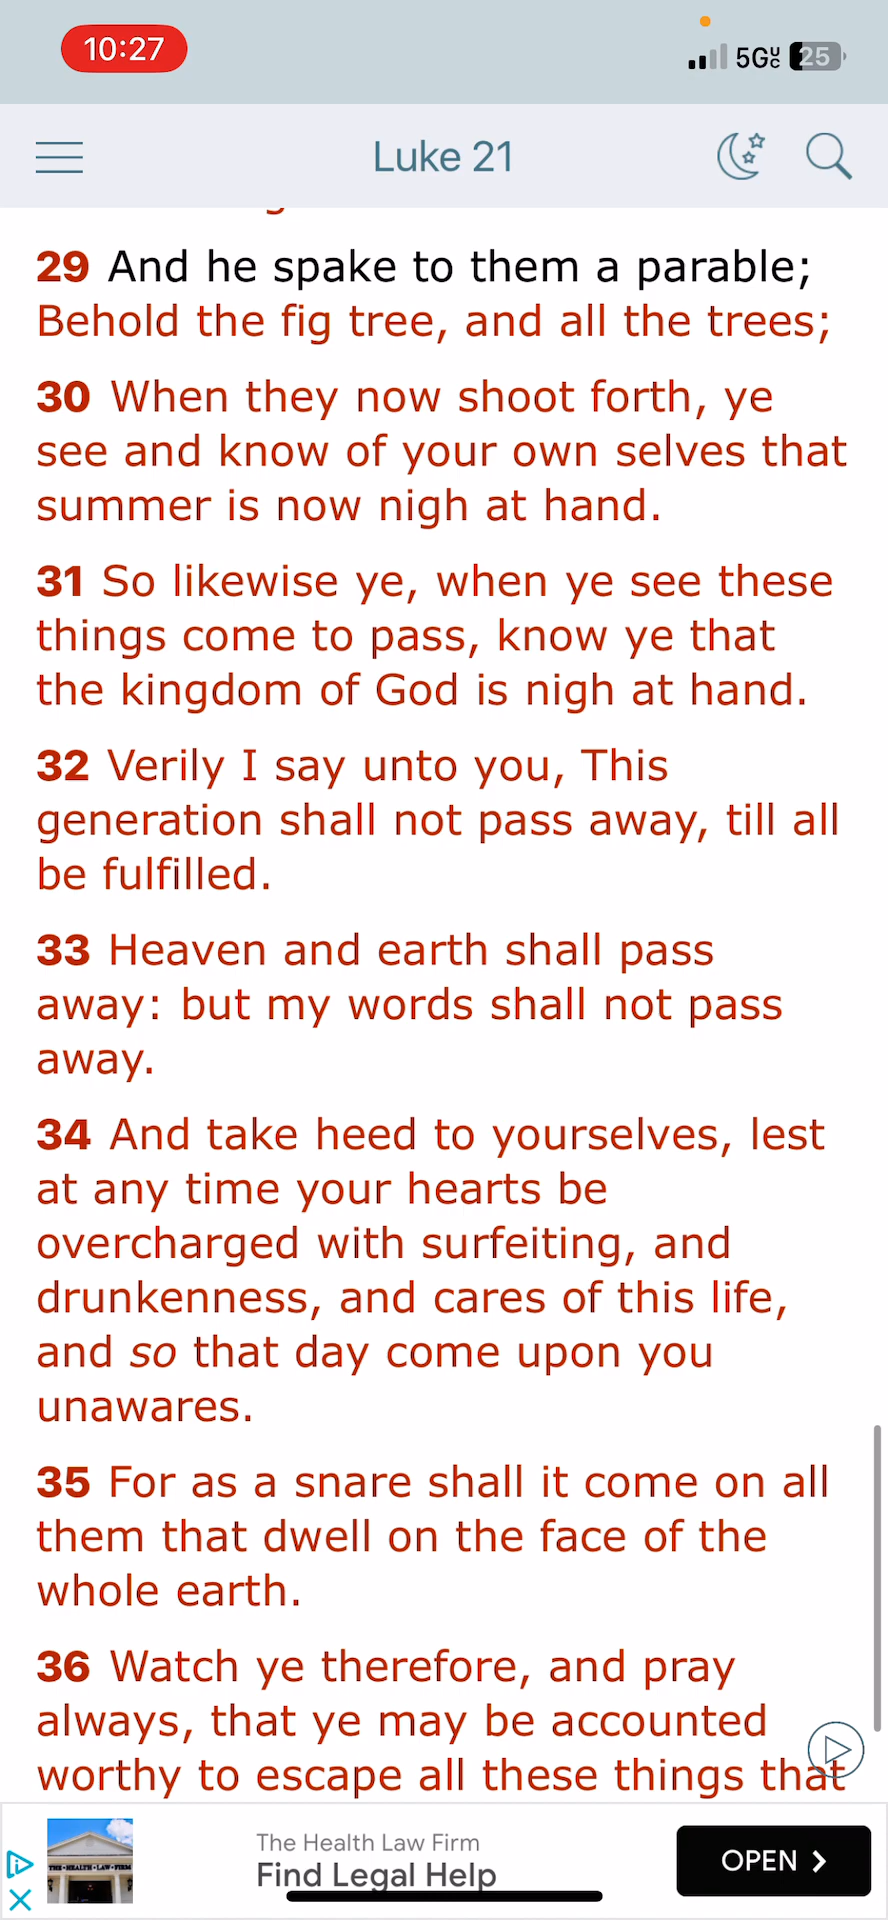 10:27
5G
25
Luke 21
29 And he spake to them a parable;
Behold the fig tree, and all the trees;
30 When they now shoot forth, ye
see and know of your own selves that
summer is now nigh at hand.
31 So likewise ye, when ye see these
things come to pass, know ye that
the kingdom of God is nigh at hand.
32 Verily I say unto you, This
generation shall not pass away, till all
be fulfilled.
33 Heaven and earth shall pass
away: but my words shall not pass
away.
34 And take heed to yourselves, lest
at any time your hearts be
overcharged with surfeiting, and
drunkenness, and cares of this life,
and so that day come upon you
unawares.
35 For as a snare shall it come on all
them that dwell on the face of the
whole earth.
36 Watch ye therefore, and pray
always, that ye may be accounted
worthy to escape all these things that
THE·HEALTH·LAW·FIRM
The Health Law Firm
Find Legal Help
OPEN